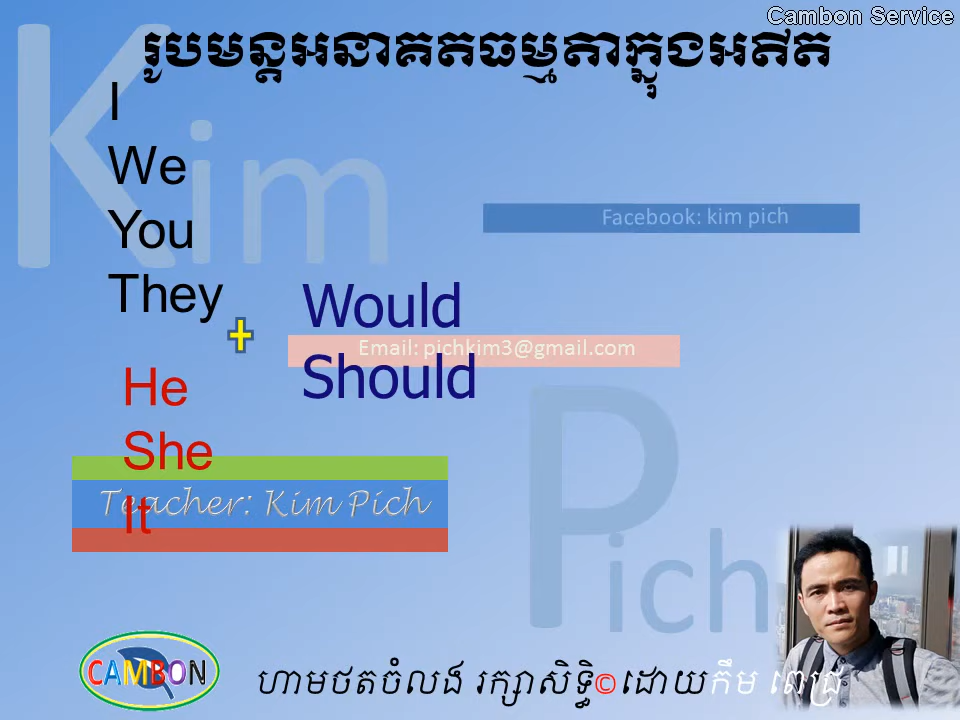 Cambon Service
រូបមន្តអនាគតធម្មតាក្នុងអតីត
Kim
I
We
You
They
Facebook: kim pich
+
Would
Email: pichkim3@gmail.com
Should
He
She
Teacher: Kim Pich
It
Pich
CAMBON
ហាមថតចំលង រក្សាសិទ្ធិ©ដោយកឹម ពេជ្រ